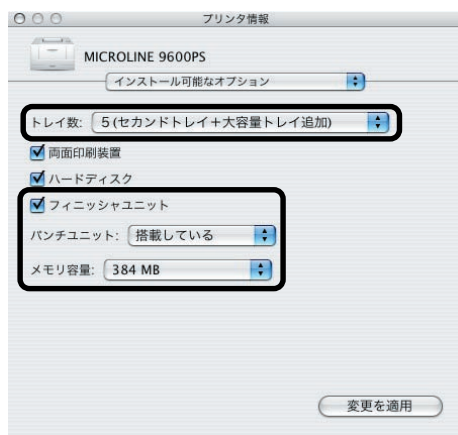 プリンタ情報
MICROLINE 9600PS
インストール可能なオプション
トレイ数: 5(セカンドトレイ+大容量トレイ追加)
両面印刷装置
ハードディスク
フィニッシャユニット
パンチユニット: 搭載している
メモリ容量: 384 MB
変更を適用